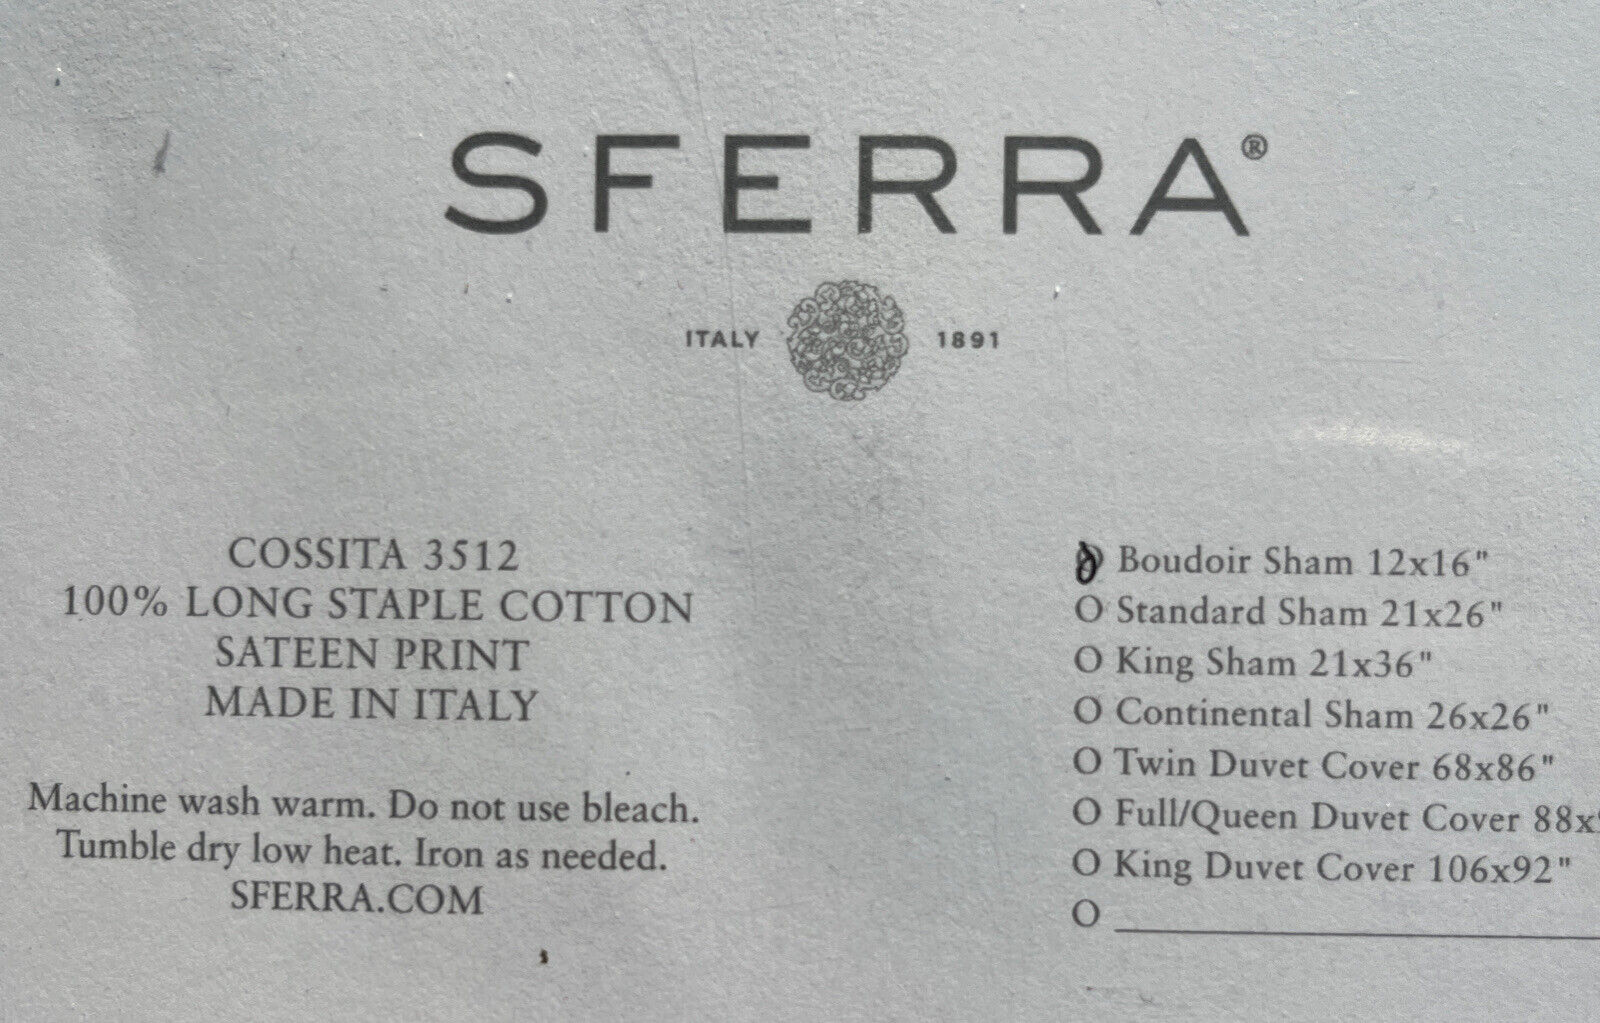 SFERRA®
ITALY 1891
COSSITA 3512
100% LONG STAPLE COTTON
SATEEN PRINT
MADE IN ITALY
Machine wash warm. Do not use bleach.
Tumble dry low heat. Iron as needed.
SFERRA.COM
O Boudoir Sham 12x16"
O Standard Sham 21x26"
O King Sham 21x36"
O Continental Sham 26x26"
O Twin Duvet Cover 68x86"
O Full/Queen Duvet Cover
O King Duvet Cover 106x92"
O